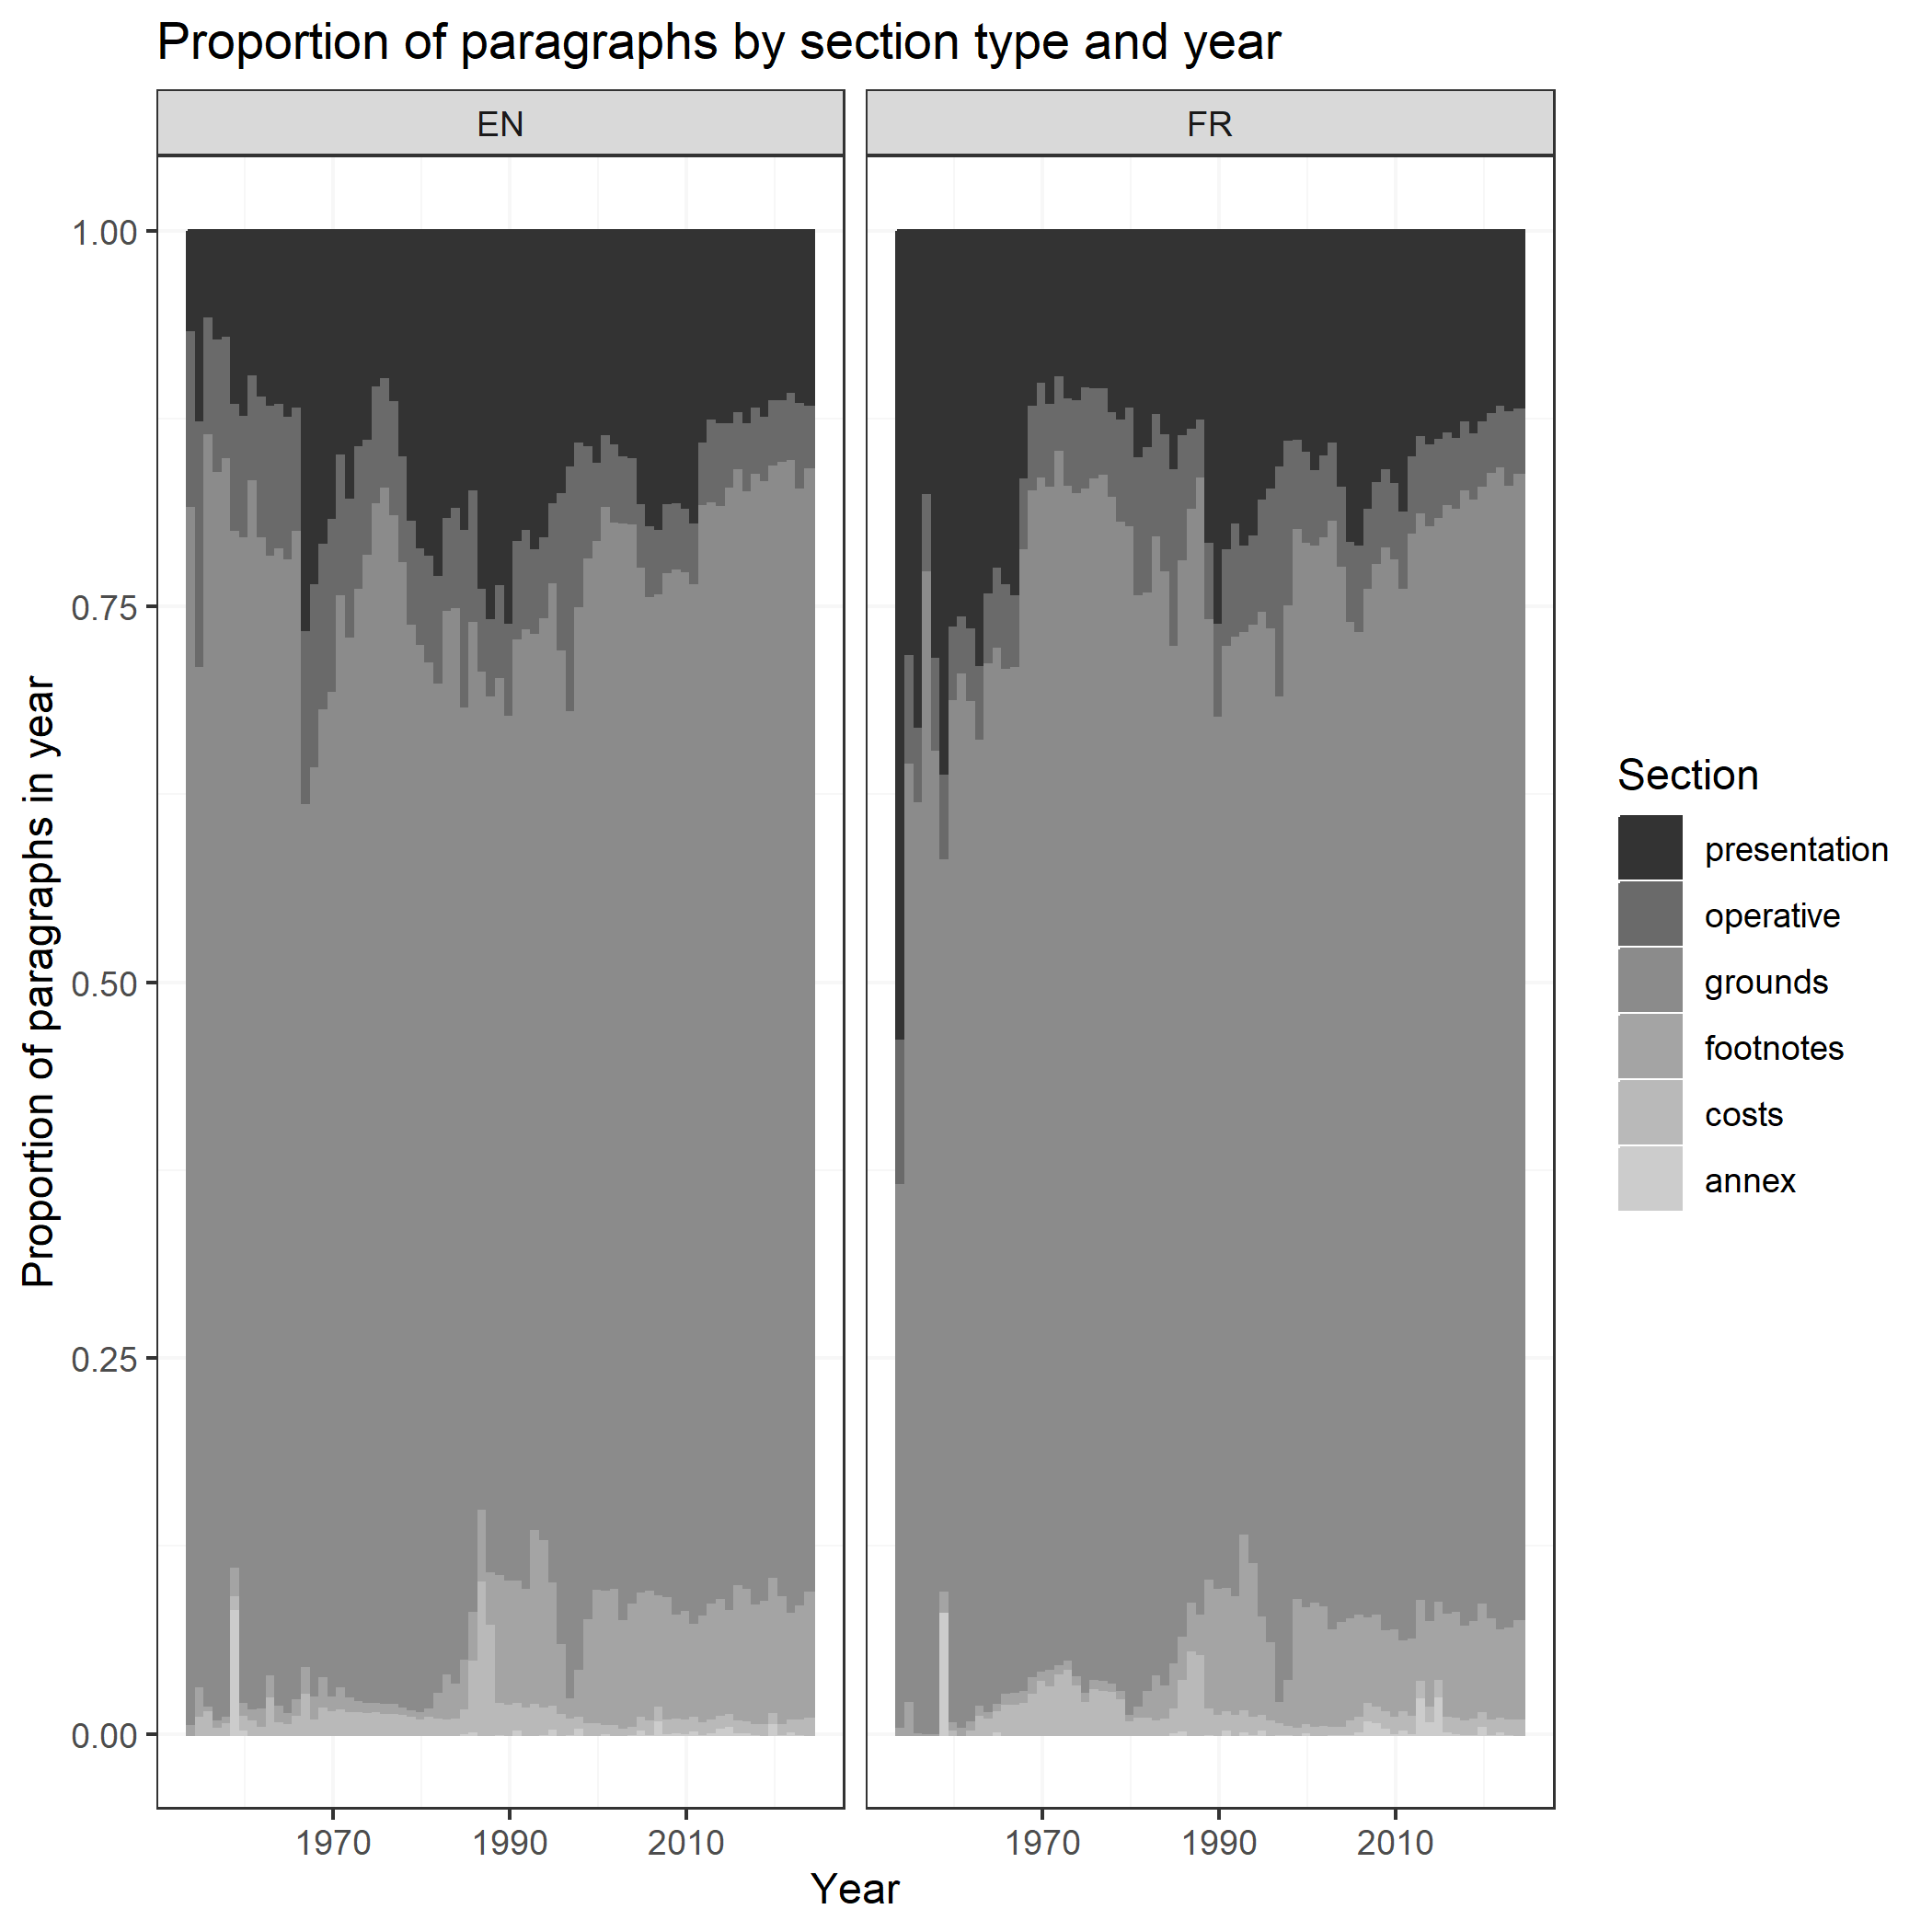 Proportion of paragraphs by section type and year
EN
FR
1.00
0.75
0.50
0.25
0.00
Proportion of paragraphs in year
1970
1990
2010
1970
1990
2010
Year
Section
presentation
operative
grounds
footnotes
costs
annex